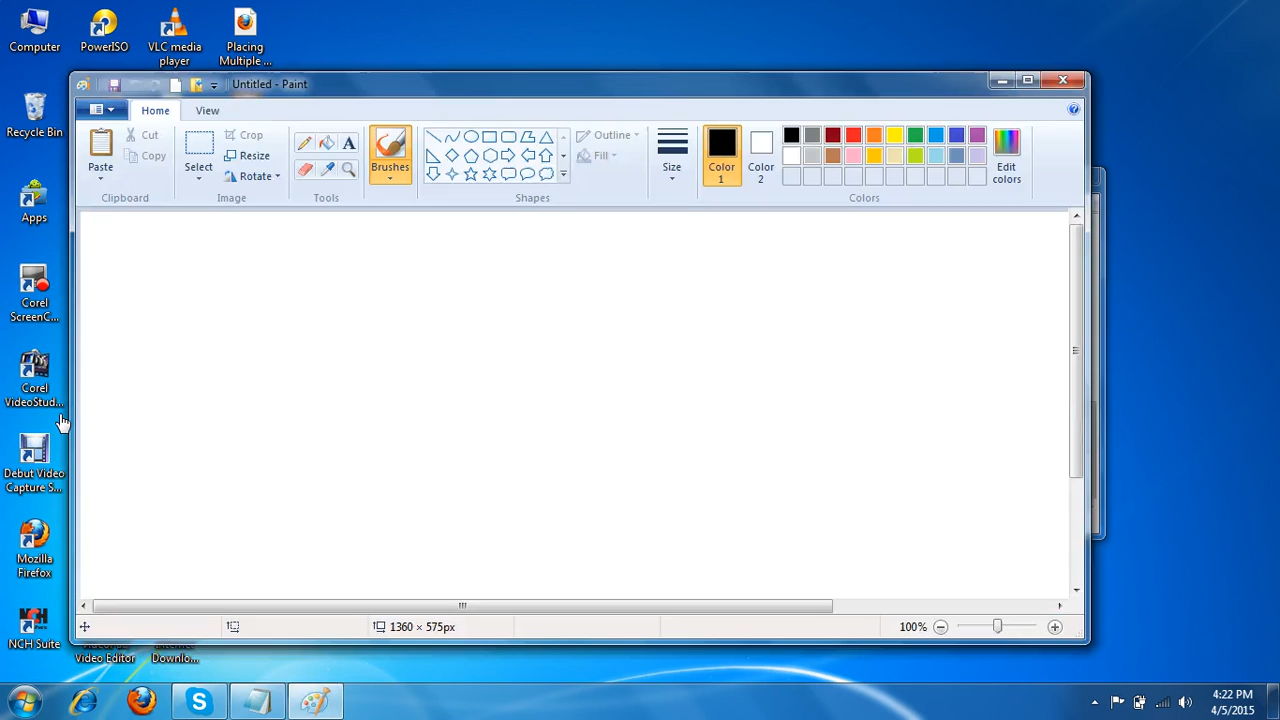 Computer
PowerISO
VLC media
player
Placing
Multiple ...
Recycle Bin
Apps
Corel
ScreenC...
Corel
VideoStud...
Debut Video
Capture S...
Mozilla
Firefox
NCH Suite
Video Editor
Downlo...
Untitled - Paint
Home
View
Paste
Cut
Copy
Clipboard
Select
Crop
Resize
Rotate
Image
A
Tools
Brushes
Outline
Fill
Shapes
Size
Color
1
Color
2
Edit
colors
Colors
1360 × 575px
100%
4:22 PM
4/5/2015